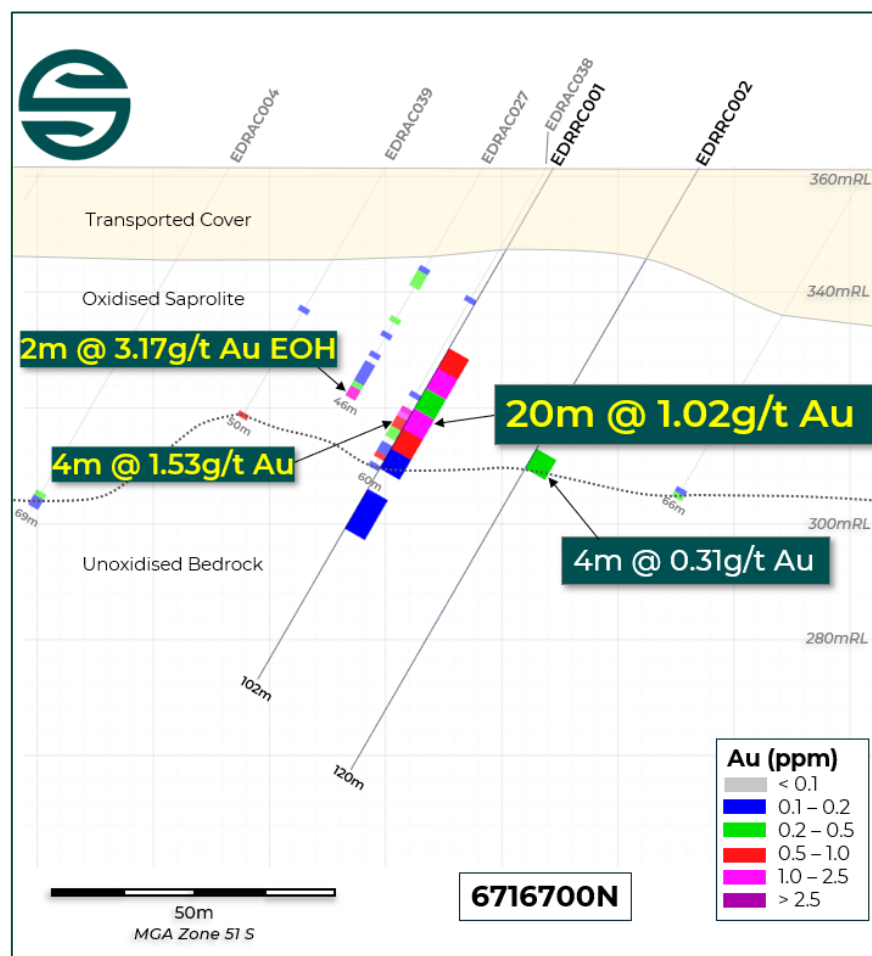 EDRAC004
EDRAC039
EDRAC027
EDRAC038
EDRRC001
EDRRC002
360mRL
Transported Cover
Oxidised Saprolite
340mRL
2m @ 3.17g/t Au EOH
46m
50m
20m @ 1.02g/t Au
4m @ 1.53g/t Au
60m
69m
66m
300mRL
Unoxidised Bedrock
4m @ 0.31g/t Au
280mRL
102m
120m
Au (ppm)
< 0.1
0.1 – 0.2
0.2 – 0.5
0.5 – 1.0
1.0 – 2.5
> 2.5
50m
MGA Zone 51 S
6716700N